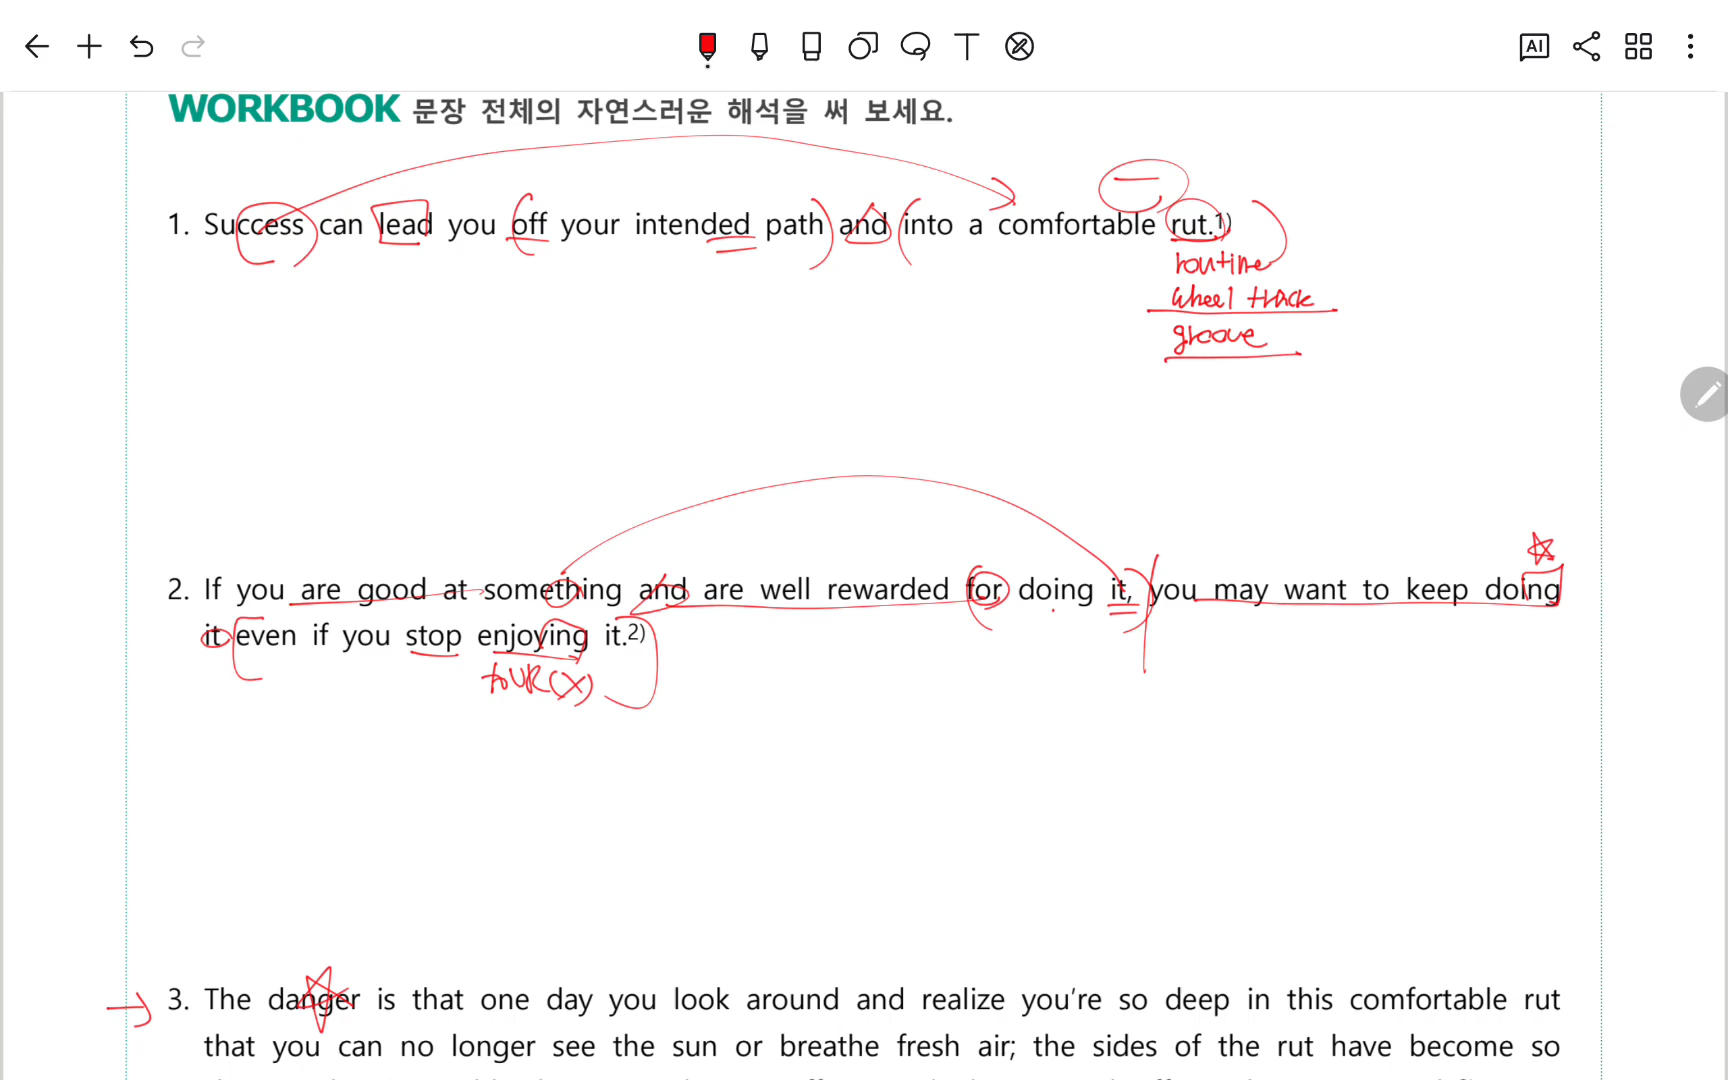 AI
WORKBOOK 문장 전체의 자연스러운 해석을 써 보세요.
1. Success can lead you off your intended path and into a comfortable rut.1)
routine
wheel track
groove
2. If you are good at something and are well rewarded for doing it, you may want to keep doing
it even if you stop enjoying it.2)
to VR(X)
3. The danger is that one day you look around and realize you're so deep in this comfortable rut
that you can no longer see the sun or breathe fresh air; the sides of the rut have become so